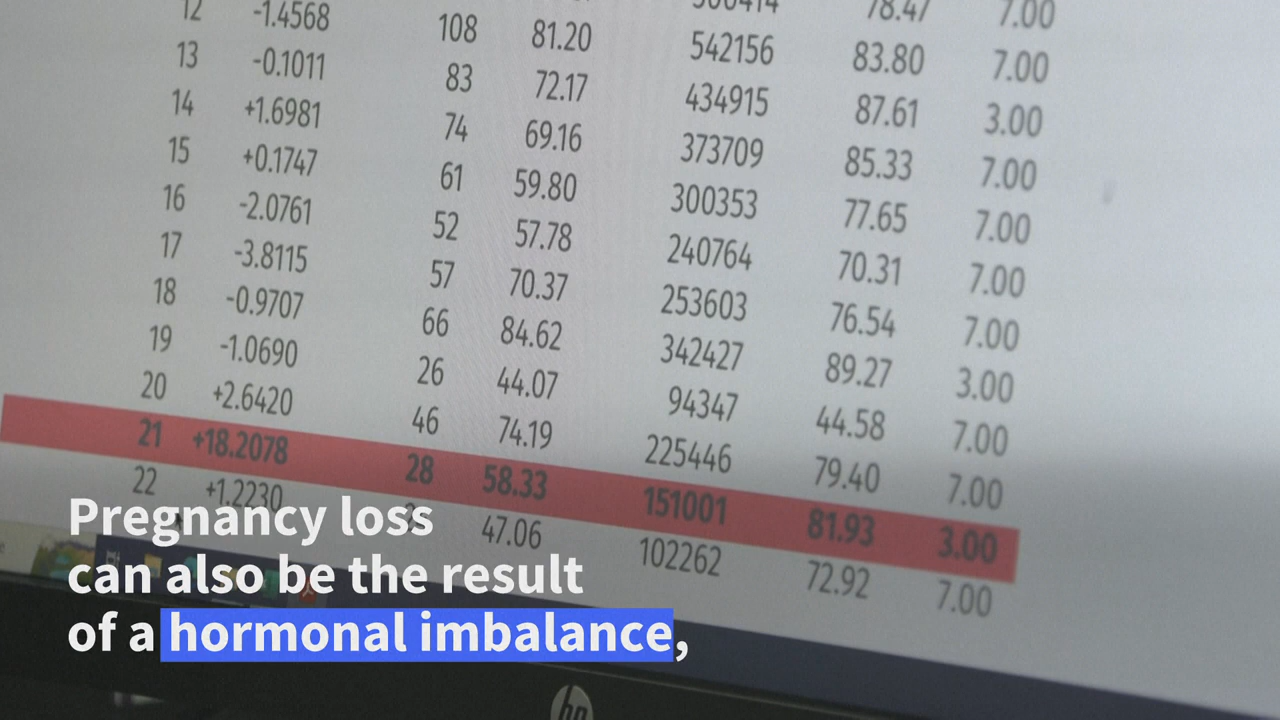 78.47 7.00
12 -1.4568 108 81.20 542156 83.80 7.00
13 -0.1011 83 72.17 434915 87.61 3.00
14 +1.6981 74 69.16 373709 85.33 7.00
15 +0.1747 61 59.80 300353 77.65 7.00
16 -2.0761 52 57.78 240764 70.31 7.00
17 -3.8115 57 70.37 253603 76.54 7.00
18 -0.9707 66 84.62 342427 89.27 3.00
19 -1.0690 26 44.07 94347 44.58 7.00
20 +2.6420 46 74.19 225446 79.40 7.00
21 +18.2078 28 58.33 151001 81.93 3.00
22 +1.2230 47.06 102262 72.92 7.00
Pregnancy loss
can also be the result
of a hormonal imbalance,
hp